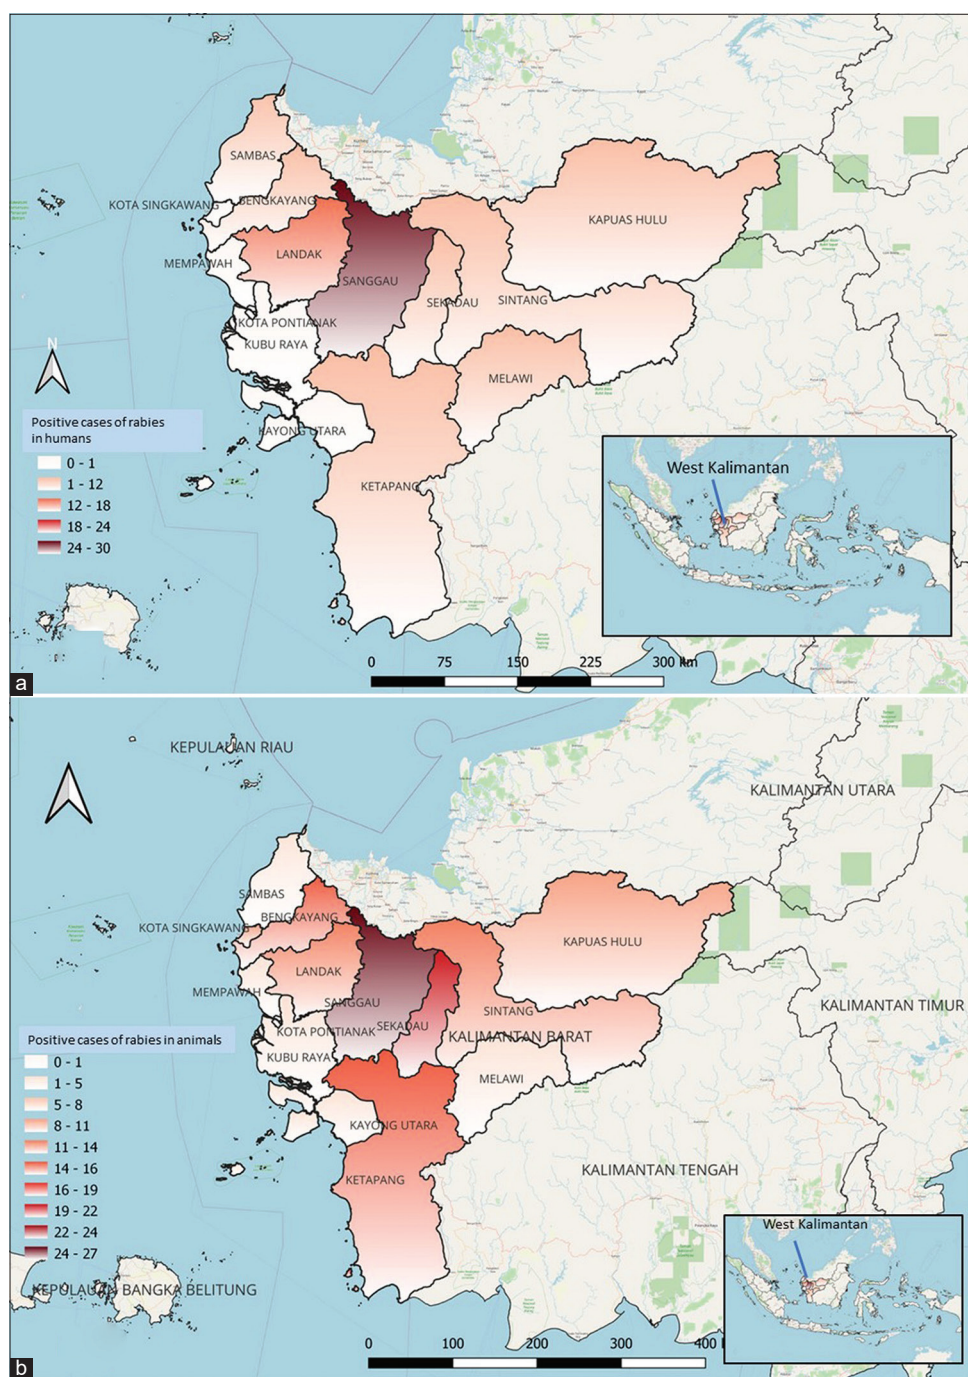 SAMBAS
KOTA SINGKAWANG
BENGKAYANG
KAPUAS HULU
MEMPAWAH
LANDAK
SANGGAU
SEKADAU
SINTANG
KOTA PONTIANAK
KUBU RAYA
N
MELAWI
Positive cases of rabies
in humans
0 - 1
1 - 12
12 - 18
18 - 24
24 - 30
KAYONG UTARA
KETAPANG
West Kalimantan
0 75 150 225 300 km
a
KEPULAUAN RIAU
KALIMANTAN UTARA
SAMBAS
BENGKAYANG
KOTA SINGKAWANG
KAPUAS HULU
LANDAK
MEMPAWAH
SANGGAU
KALIMANTAN TIMUR
SINTANG
SEKADAU
KOTA PONTIANAK
KALIMANTAN BARAT
KUBU RAYA
MELAWI
Positive cases of rabies in animals
0 - 1
1 - 5
5 - 8
8 - 11
11 - 14
14 - 16
16 - 19
19 - 22
22 - 24
24 - 27
KAYONG UTARA
KETAPANG
KALIMANTAN TENGAH
West Kalimantan
KEPULAUAN BANGKA BELITUNG
0 100 200 300 400
b